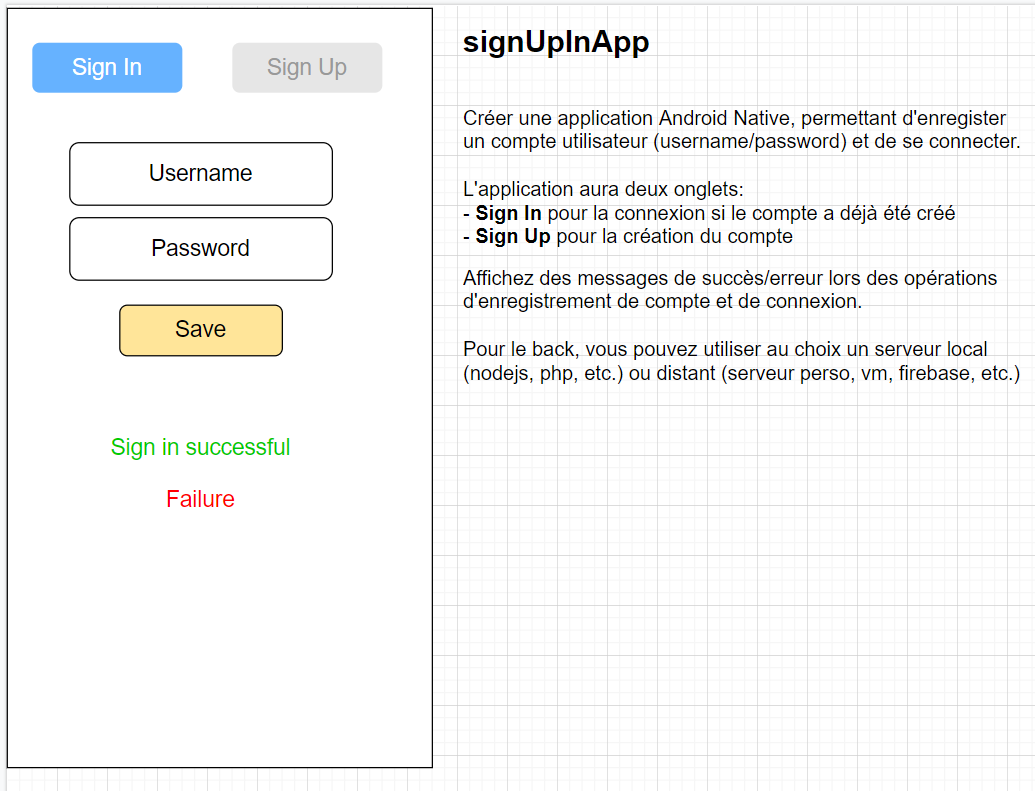 Sign In
Sign Up
Username
Password
Save
Sign in successful
Failure
signUpInApp
Créer une application Android Native, permettant d'enregister
un compte utilisateur (username/password) et de se connecter.
L'application aura deux onglets:
- Sign In pour la connexion si le compte a déjà été créé
- Sign Up pour la création du compte
Affichez des messages de succès/erreur lors des opérations
d'enregistrement de compte et de connexion.
Pour le back, vous pouvez utiliser au choix un serveur local
(nodejs, php, etc.) ou distant (serveur perso, vm, firebase, etc.)